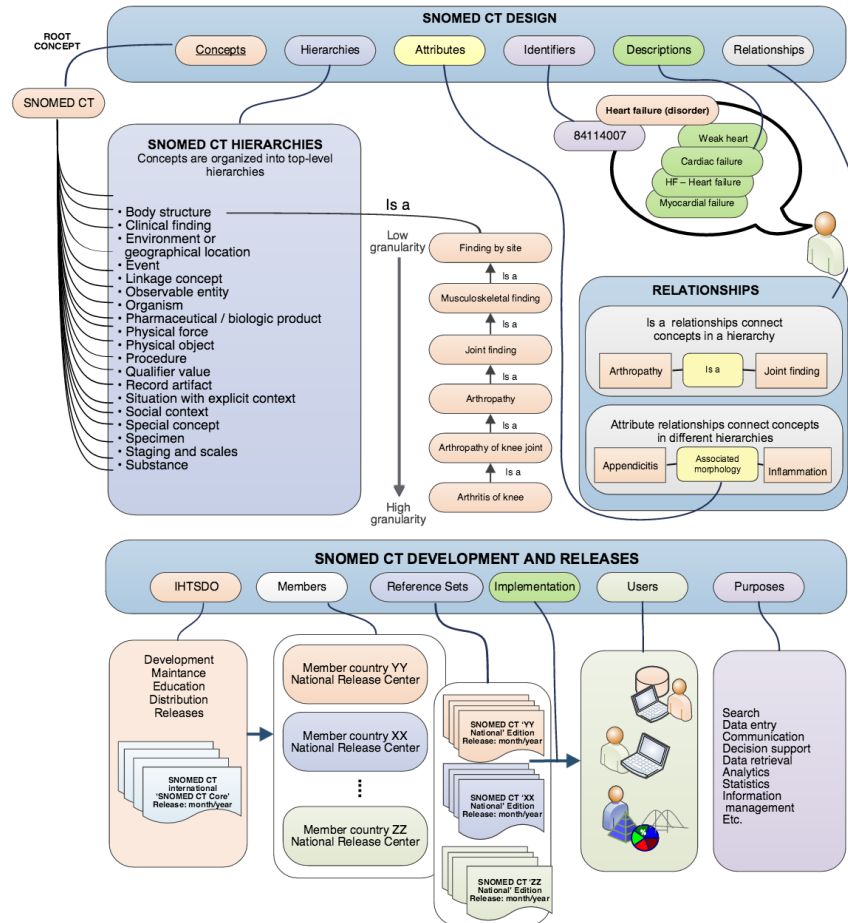 SNOMED CT DESIGN
ROOT
CONCEPT
Concepts
Hierarchies
Attributes
Identifiers
Descriptions
Relationships
SNOMED CT
SNOMED CT HIERARCHIES
Concepts are organized into top-level
hierarchies
• Body structure
• Clinical finding
• Environment or
geographical location
• Event
• Linkage concept
• Observable entity
• Organism
• Pharmaceutical / biologic product
• Physical force
• Physical object
• Procedure
• Qualifier value
• Record artifact
• Situation with explicit context
• Social context
• Special concept
• Specimen
• Staging and scales
• Substance
Is a
Low
granularity
High
granularity
Finding by site
Is a
Musculoskeletal finding
Is a
Joint finding
Is a
Arthropathy
Is a
Arthropathy of knee joint
Is a
Arthritis of knee
Heart failure (disorder)
84114007
Weak heart
Cardiac failure
HF – Heart failure
Myocardial failure
RELATIONSHIPS
Is a relationships connect
concepts in a hierarchy
Arthropathy
Is a
Joint finding
Attribute relationships connect concepts
in different hierarchies
Appendicitis
Associated
morphology
Inflammation
SNOMED CT DEVELOPMENT AND RELEASES
IHTSDO
Members
Reference Sets
Implementation
Users
Purposes
Development
Maintance
Education
Distribution
Releases
SNOMED CT
international
‘SNOMED CT Core’
Release: month/year
Member country YY
National Release Center
Member country XX
National Release Center
Member country ZZ
National Release Center
SNOMED CT ‘YY
National’ Edition
Release: month/year
SNOMED CT ‘XX
National’ Edition
Release: month/year
SNOMED CT ‘ZZ
National’ Edition
Release: month/year
Search
Data entry
Communication
Decision support
Data retrieval
Analytics
Statistics
Information
management
Etc.